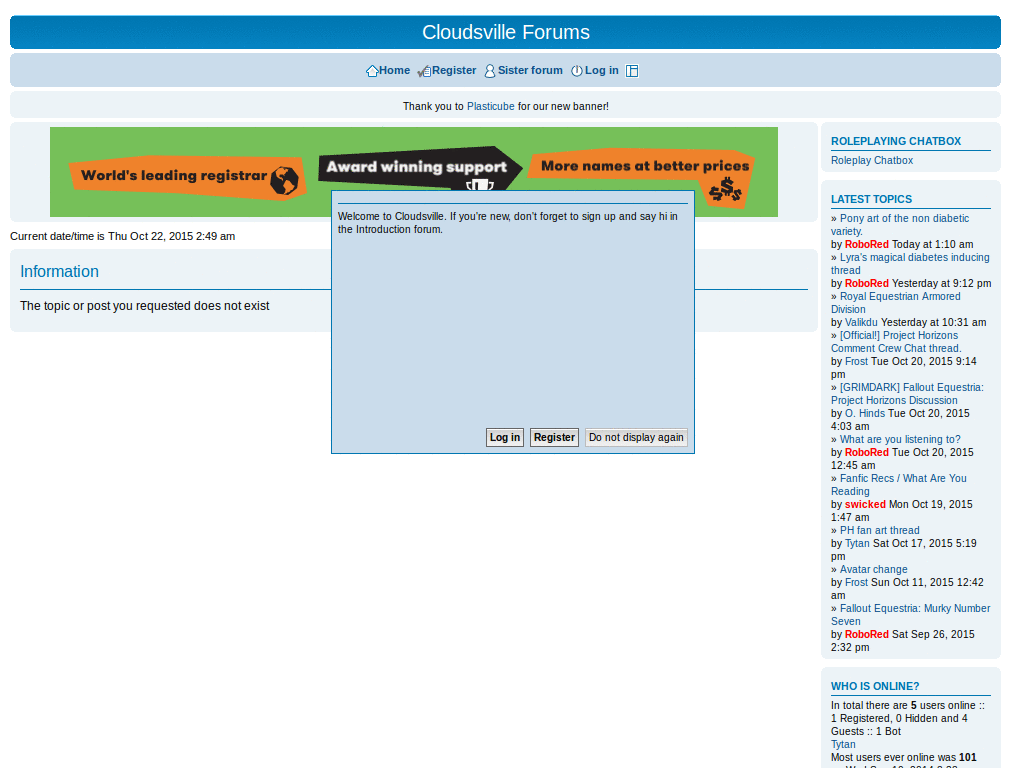 Cloudsville Forums
Home Register Sister forum Log in
Thank you to Plasticube for our new banner!
World's leading registrar
Award winning support
More names at better prices
$$$
Current date/time is Thu Oct 22, 2015 2:49 am
Information
The topic or post you requested does not exist
Welcome to Cloudsville. If you're new, don't forget to sign up and say hi in
the Introduction forum.
Log in Register Do not display again
ROLEPLAYING CHATBOX
Roleplay Chatbox
LATEST TOPICS
» Pony art of the non diabetic
variety.
by RoboRed Today at 1:10 am
» Lyra's magical diabetes inducing
thread
by RoboRed Yesterday at 9:12 pm
» Royal Equestrian Armored
Division
by Valikdu Yesterday at 10:31 am
» [Official!] Project Horizons
Comment Crew Chat thread.
by Frost Tue Oct 20, 2015 9:14
pm
» [GRIMDARK] Fallout Equestria:
Project Horizons Discussion
by O. Hinds Tue Oct 20, 2015
4:03 am
» What are you listening to?
by RoboRed Tue Oct 20, 2015
12:45 am
» Fanfic Recs / What Are You
Reading
by swicked Mon Oct 19, 2015
1:47 am
» PH fan art thread
by Tytan Sat Oct 17, 2015 5:19
pm
» Avatar change
by Frost Sun Oct 11, 2015 12:42
am
» Fallout Equestria: Murky Number
Seven
by RoboRed Sat Sep 26, 2015
2:32 pm
WHO IS ONLINE?
In total there are 5 users online ::
1 Registered, 0 Hidden and 4
Guests :: 1 Bot
Tytan
Most users ever online was 101